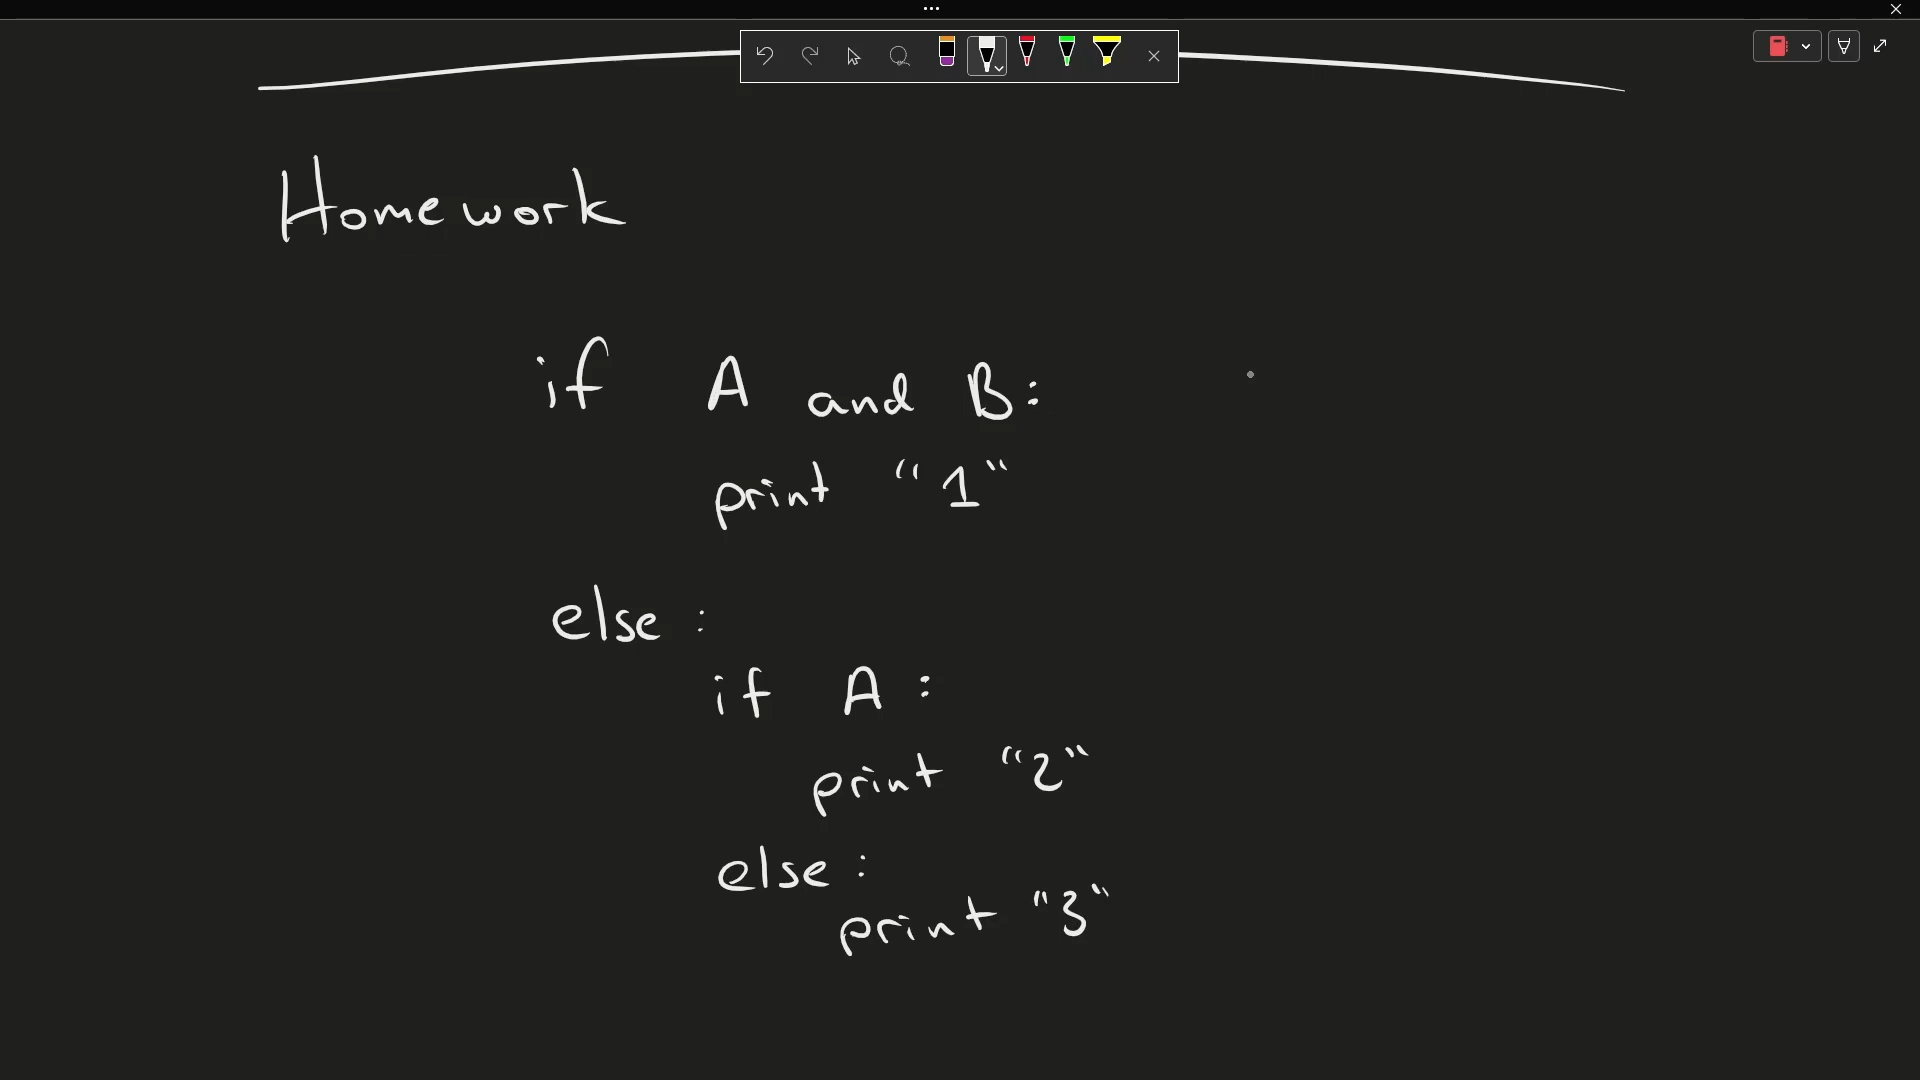 Homework
if A and B:
print "1"
else :
if A :
print "2"
else :
print "3"